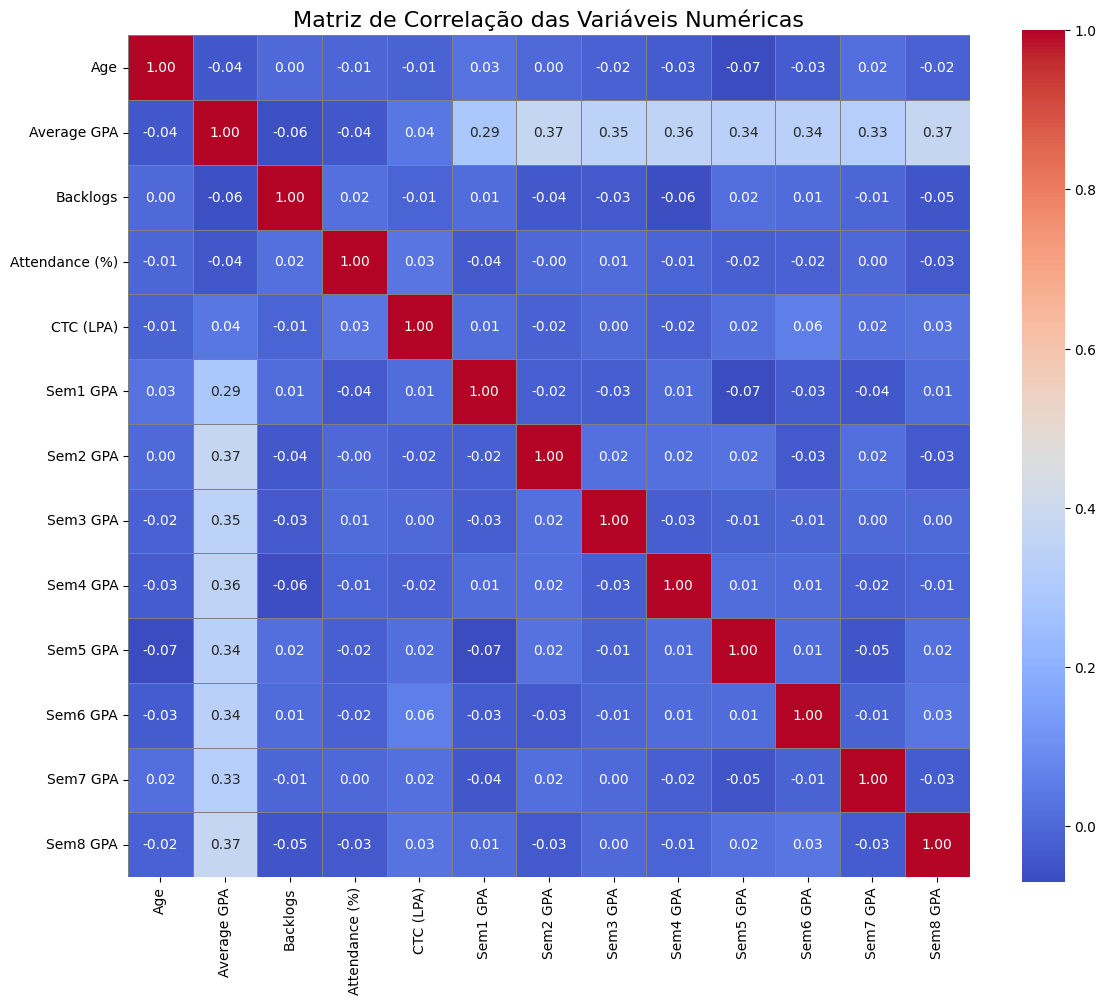 Matriz de Correlação das Variáveis Numéricas
Age 1.00 -0.04 0.00 -0.01 -0.01 0.03 0.00 -0.02 -0.03 -0.07 -0.03 0.02 -0.02
Average GPA -0.04 1.00 -0.06 -0.04 0.04 0.29 0.37 0.35 0.36 0.34 0.34 0.33 0.37
Backlogs 0.00 -0.06 1.00 0.02 -0.01 0.01 -0.04 -0.03 -0.06 0.02 0.01 -0.01 -0.05
Attendance (%) -0.01 -0.04 0.02 1.00 0.03 -0.04 -0.00 0.01 -0.01 -0.02 -0.02 0.00 -0.03
CTC (LPA) -0.01 0.04 -0.01 0.03 1.00 0.01 -0.02 0.00 -0.02 0.02 0.06 0.02 0.03
Sem1 GPA 0.03 0.29 0.01 -0.04 0.01 1.00 -0.02 -0.03 0.01 -0.07 -0.03 -0.04 0.01
Sem2 GPA 0.00 0.37 -0.04 -0.00 -0.02 -0.02 1.00 0.02 0.02 0.02 -0.03 0.02 -0.03
Sem3 GPA -0.02 0.35 -0.03 0.01 0.00 -0.03 0.02 1.00 -0.03 -0.01 -0.01 0.00 0.00
Sem4 GPA -0.03 0.36 -0.06 -0.01 -0.02 0.01 0.02 -0.03 1.00 0.01 0.01 -0.02 -0.01
Sem5 GPA -0.07 0.34 0.02 -0.02 0.02 -0.07 0.02 -0.01 0.01 1.00 0.01 -0.05 0.02
Sem6 GPA -0.03 0.34 0.01 -0.02 0.06 -0.03 -0.03 -0.01 0.01 0.01 1.00 -0.01 0.03
Sem7 GPA 0.02 0.33 -0.01 0.00 0.02 -0.04 0.02 0.00 -0.02 -0.05 -0.01 1.00 -0.03
Sem8 GPA -0.02 0.37 -0.05 -0.03 0.03 0.01 -0.03 0.00 -0.01 0.02 0.03 -0.03 1.00
Age
Average GPA
Backlogs
Attendance (%)
CTC (LPA)
Sem1 GPA
Sem2 GPA
Sem3 GPA
Sem4 GPA
Sem5 GPA
Sem6 GPA
Sem7 GPA
Sem8 GPA
1.0
0.8
0.6
0.4
0.2
0.0